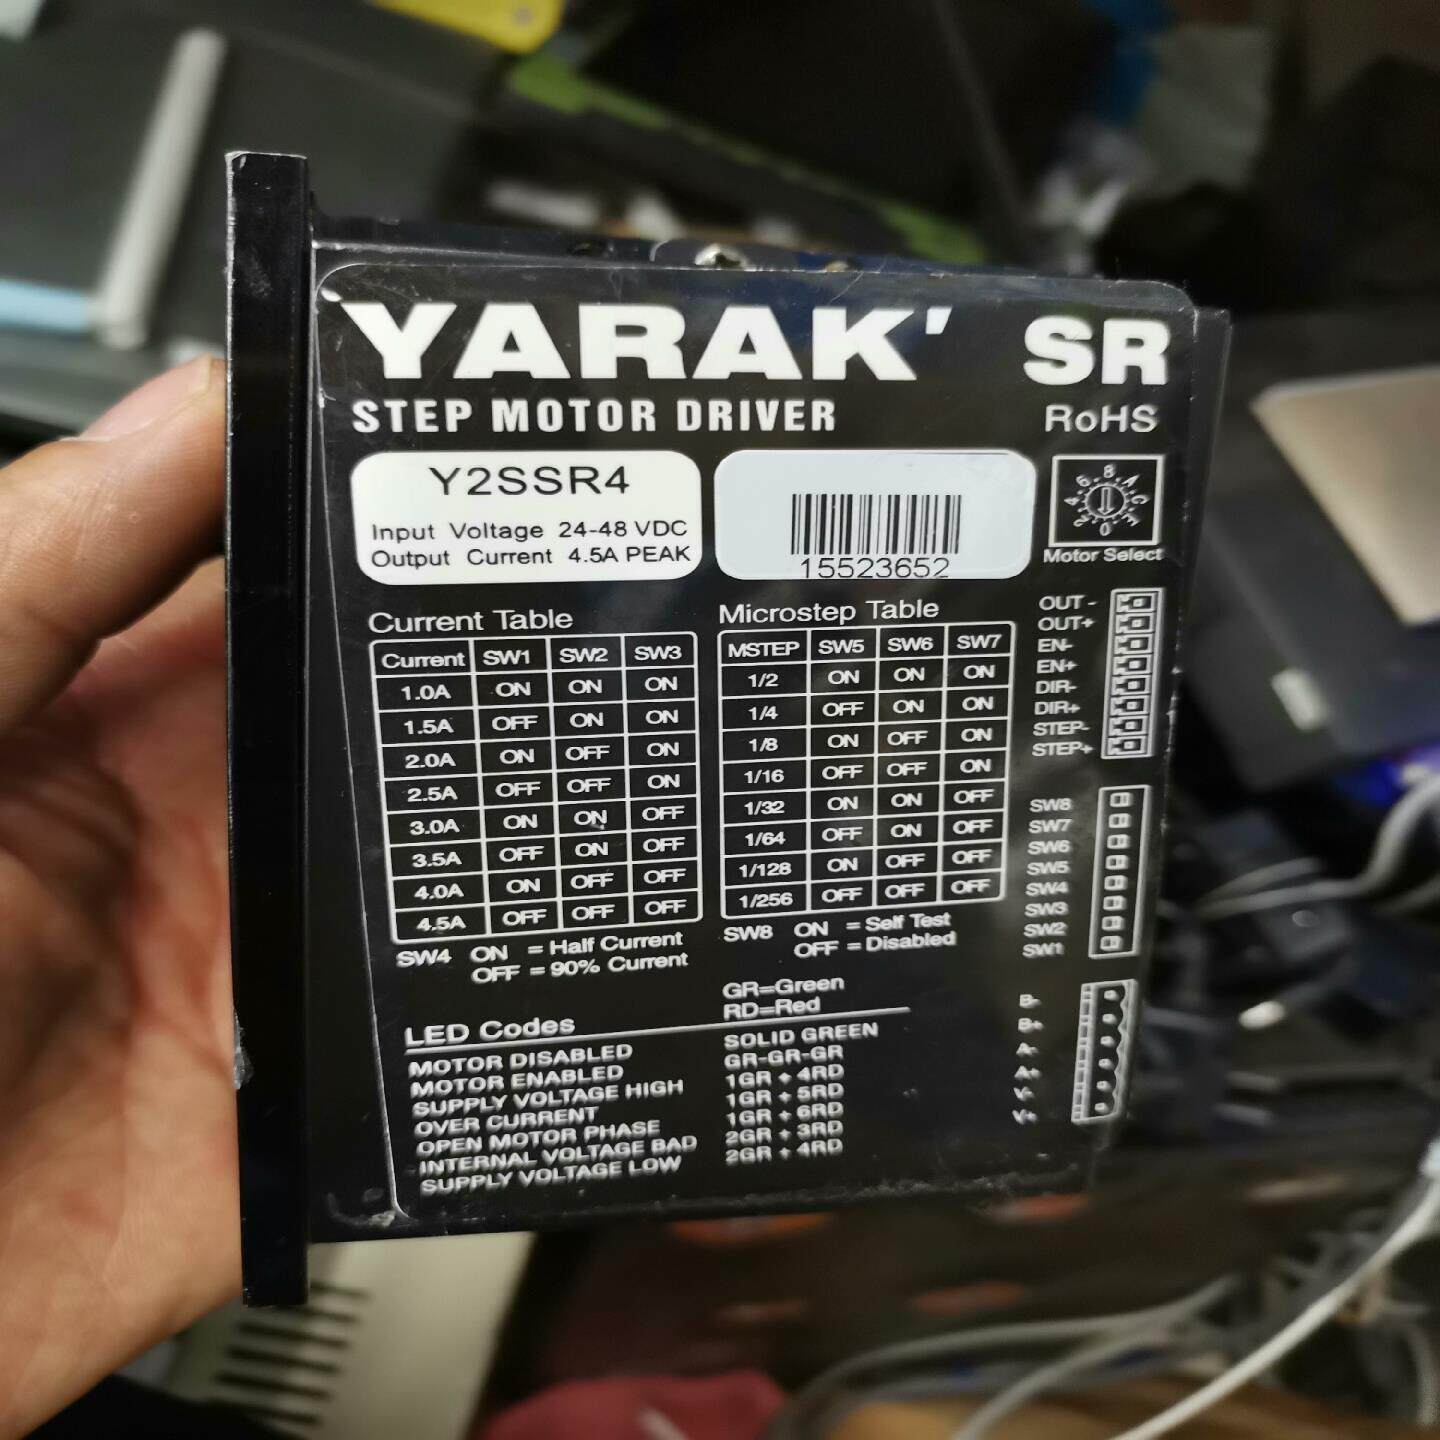 YARAK' SR
STEP MOTOR DRIVER RoHS
Y2SSR4
Input Voltage 24-48 VDC
Output Current 4.5A PEAK
15523652
0 2 4 6 8 A C E
Motor Select
Current Table
Current SW1 SW2 SW3
1.0A ON ON ON
1.5A OFF ON ON
2.0A ON OFF ON
2.5A OFF OFF ON
3.0A ON ON OFF
3.5A OFF ON OFF
4.0A ON OFF OFF
4.5A OFF OFF OFF
SW4 ON = Half Current
OFF = 90% Current
Microstep Table
MSTEP SW5 SW6 SW7
1/2 ON ON ON
1/4 OFF ON ON
1/8 ON OFF ON
1/16 OFF OFF ON
1/32 ON ON OFF
1/64 OFF ON OFF
1/128 ON OFF OFF
1/256 OFF OFF OFF
SW8 ON = Self Test
OFF = Disabled
OUT-
OUT+
EN-
EN+
DIR-
DIR+
STEP-
STEP+
SW8
SW7
SW6
SW5
SW4
SW3
SW2
SW1
B-
B+
A-
A+
V-
V+
GR=Green
RD=Red
LED Codes
MOTOR DISABLED SOLID GREEN
MOTOR ENABLED GR-GR-GR
SUPPLY VOLTAGE HIGH 1GR + 4RD
OVER CURRENT 1GR + 5RD
OPEN MOTOR PHASE 1GR + 6RD
INTERNAL VOLTAGE BAD 2GR + 3RD
SUPPLY VOLTAGE LOW 2GR + 4RD